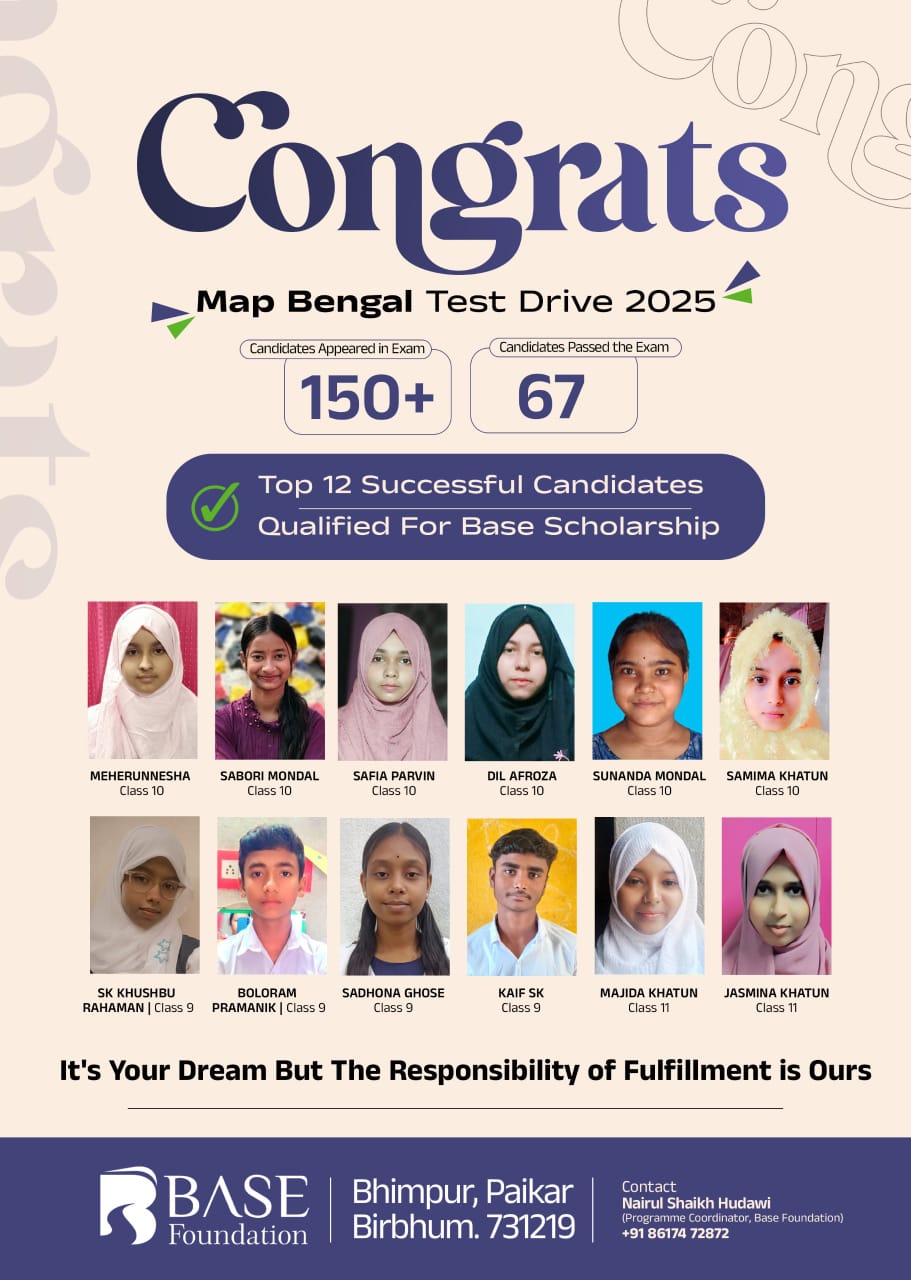 Congrats
Map Bengal Test Drive 2025
Candidates Appeared in Exam
150+
Candidates Passed the Exam
67
Top 12 Successful Candidates
Qualified For Base Scholarship
MEHERUNNESHA
Class 10
SABORI MONDAL
Class 10
SAFIA PARVIN
Class 10
DIL AFROZA
Class 10
SUNANDA MONDAL
Class 10
SAMIMA KHATUN
Class 10
SK KHUSHBU
RAHAMAN | Class 9
BOLORAM
PRAMANIK | Class 9
SADHONA GHOSE
Class 9
KAIF SK
Class 9
MAJIDA KHATUN
Class 11
JASMINA KHATUN
Class 11
It's Your Dream But The Responsibility of Fulfillment is Ours
BASE
Foundation
Bhimpur, Paikar
Birbhum. 731219
Contact
Nairul Shaikh Hudawi
(Programme Coordinator, Base Foundation)
+91 86174 72872